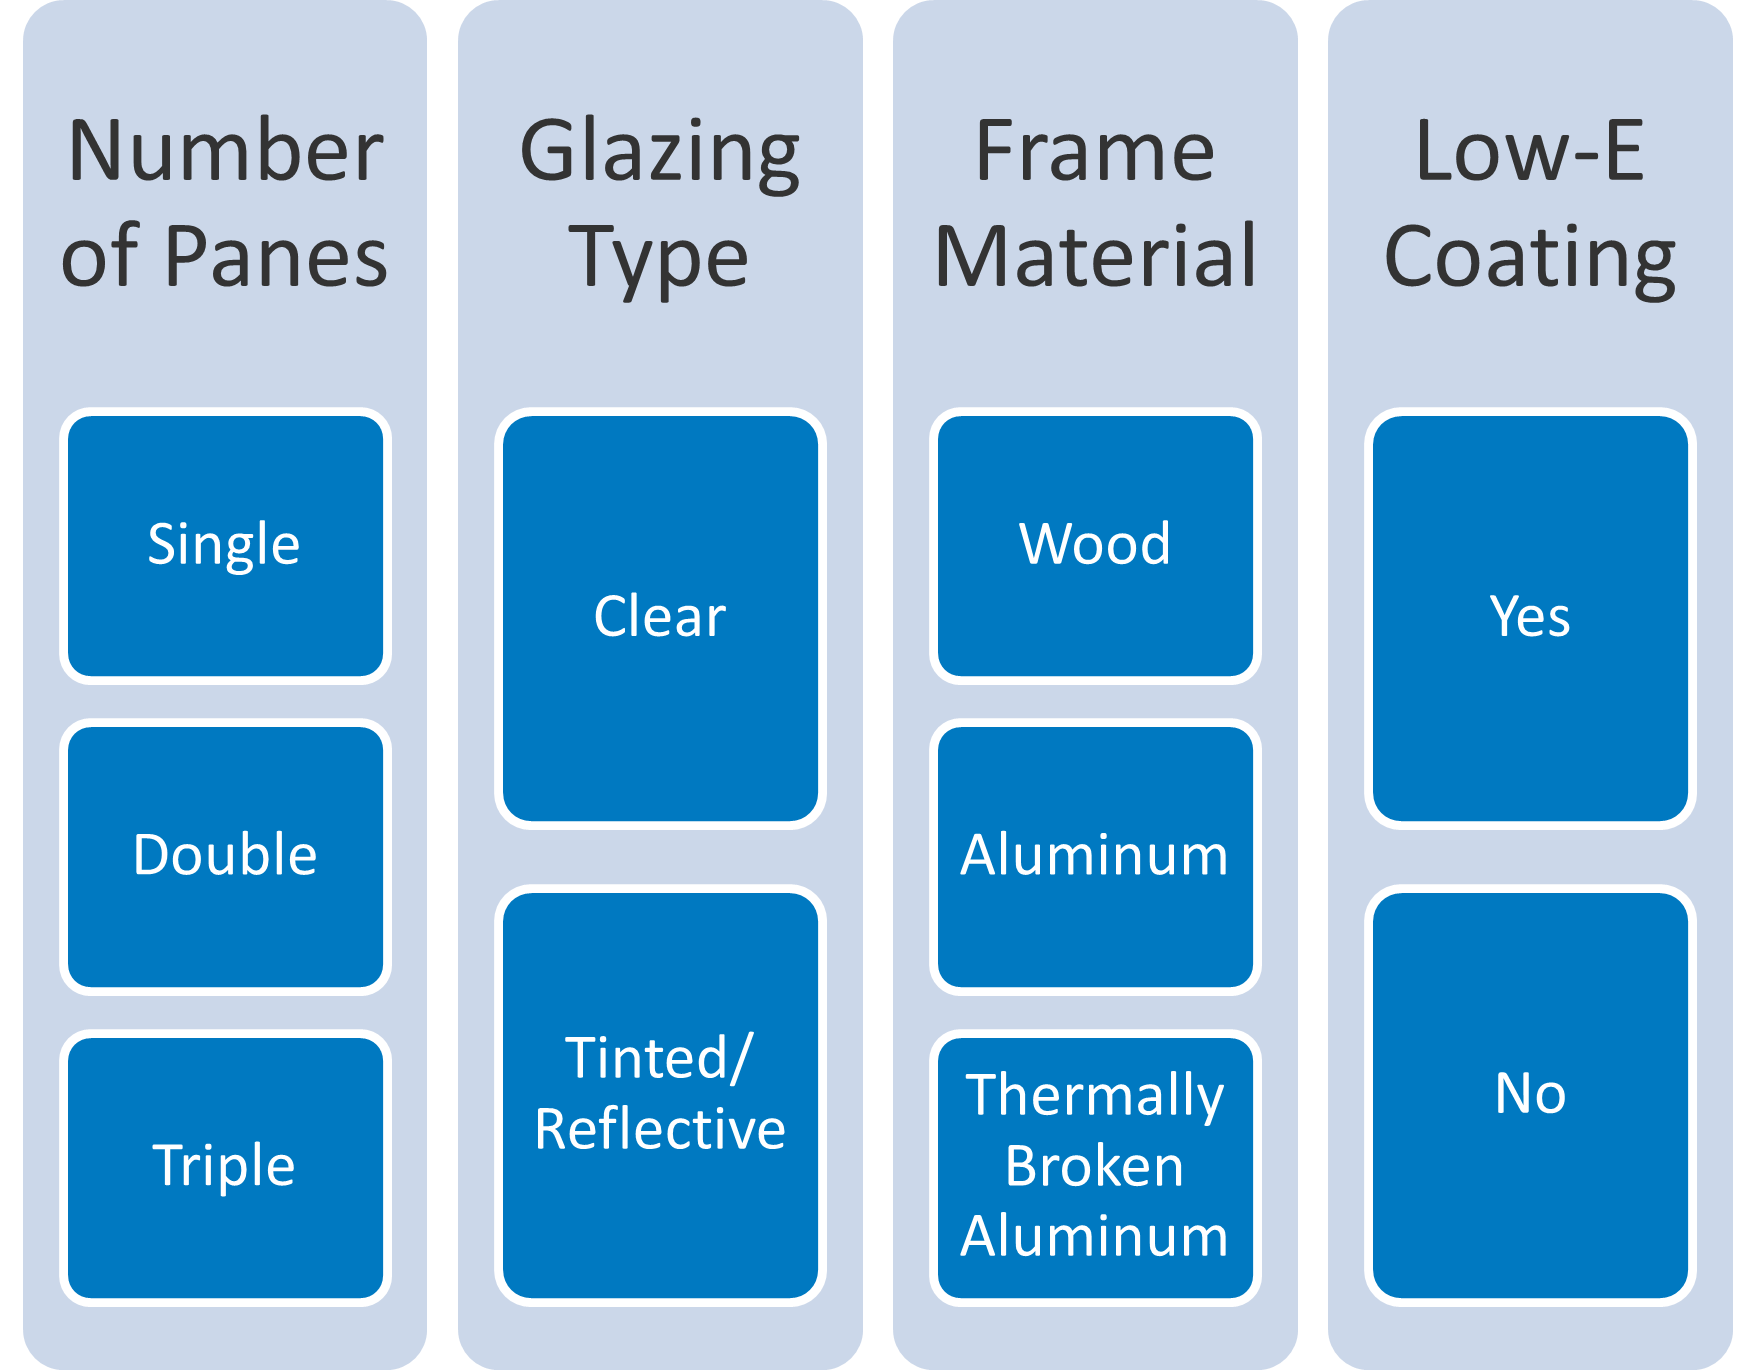 Number
of Panes
Single
Double
Triple
Glazing
Type
Clear
Tinted/
Reflective
Frame
Material
Wood
Aluminum
Thermally
Broken
Aluminum
Low-E
Coating
Yes
No